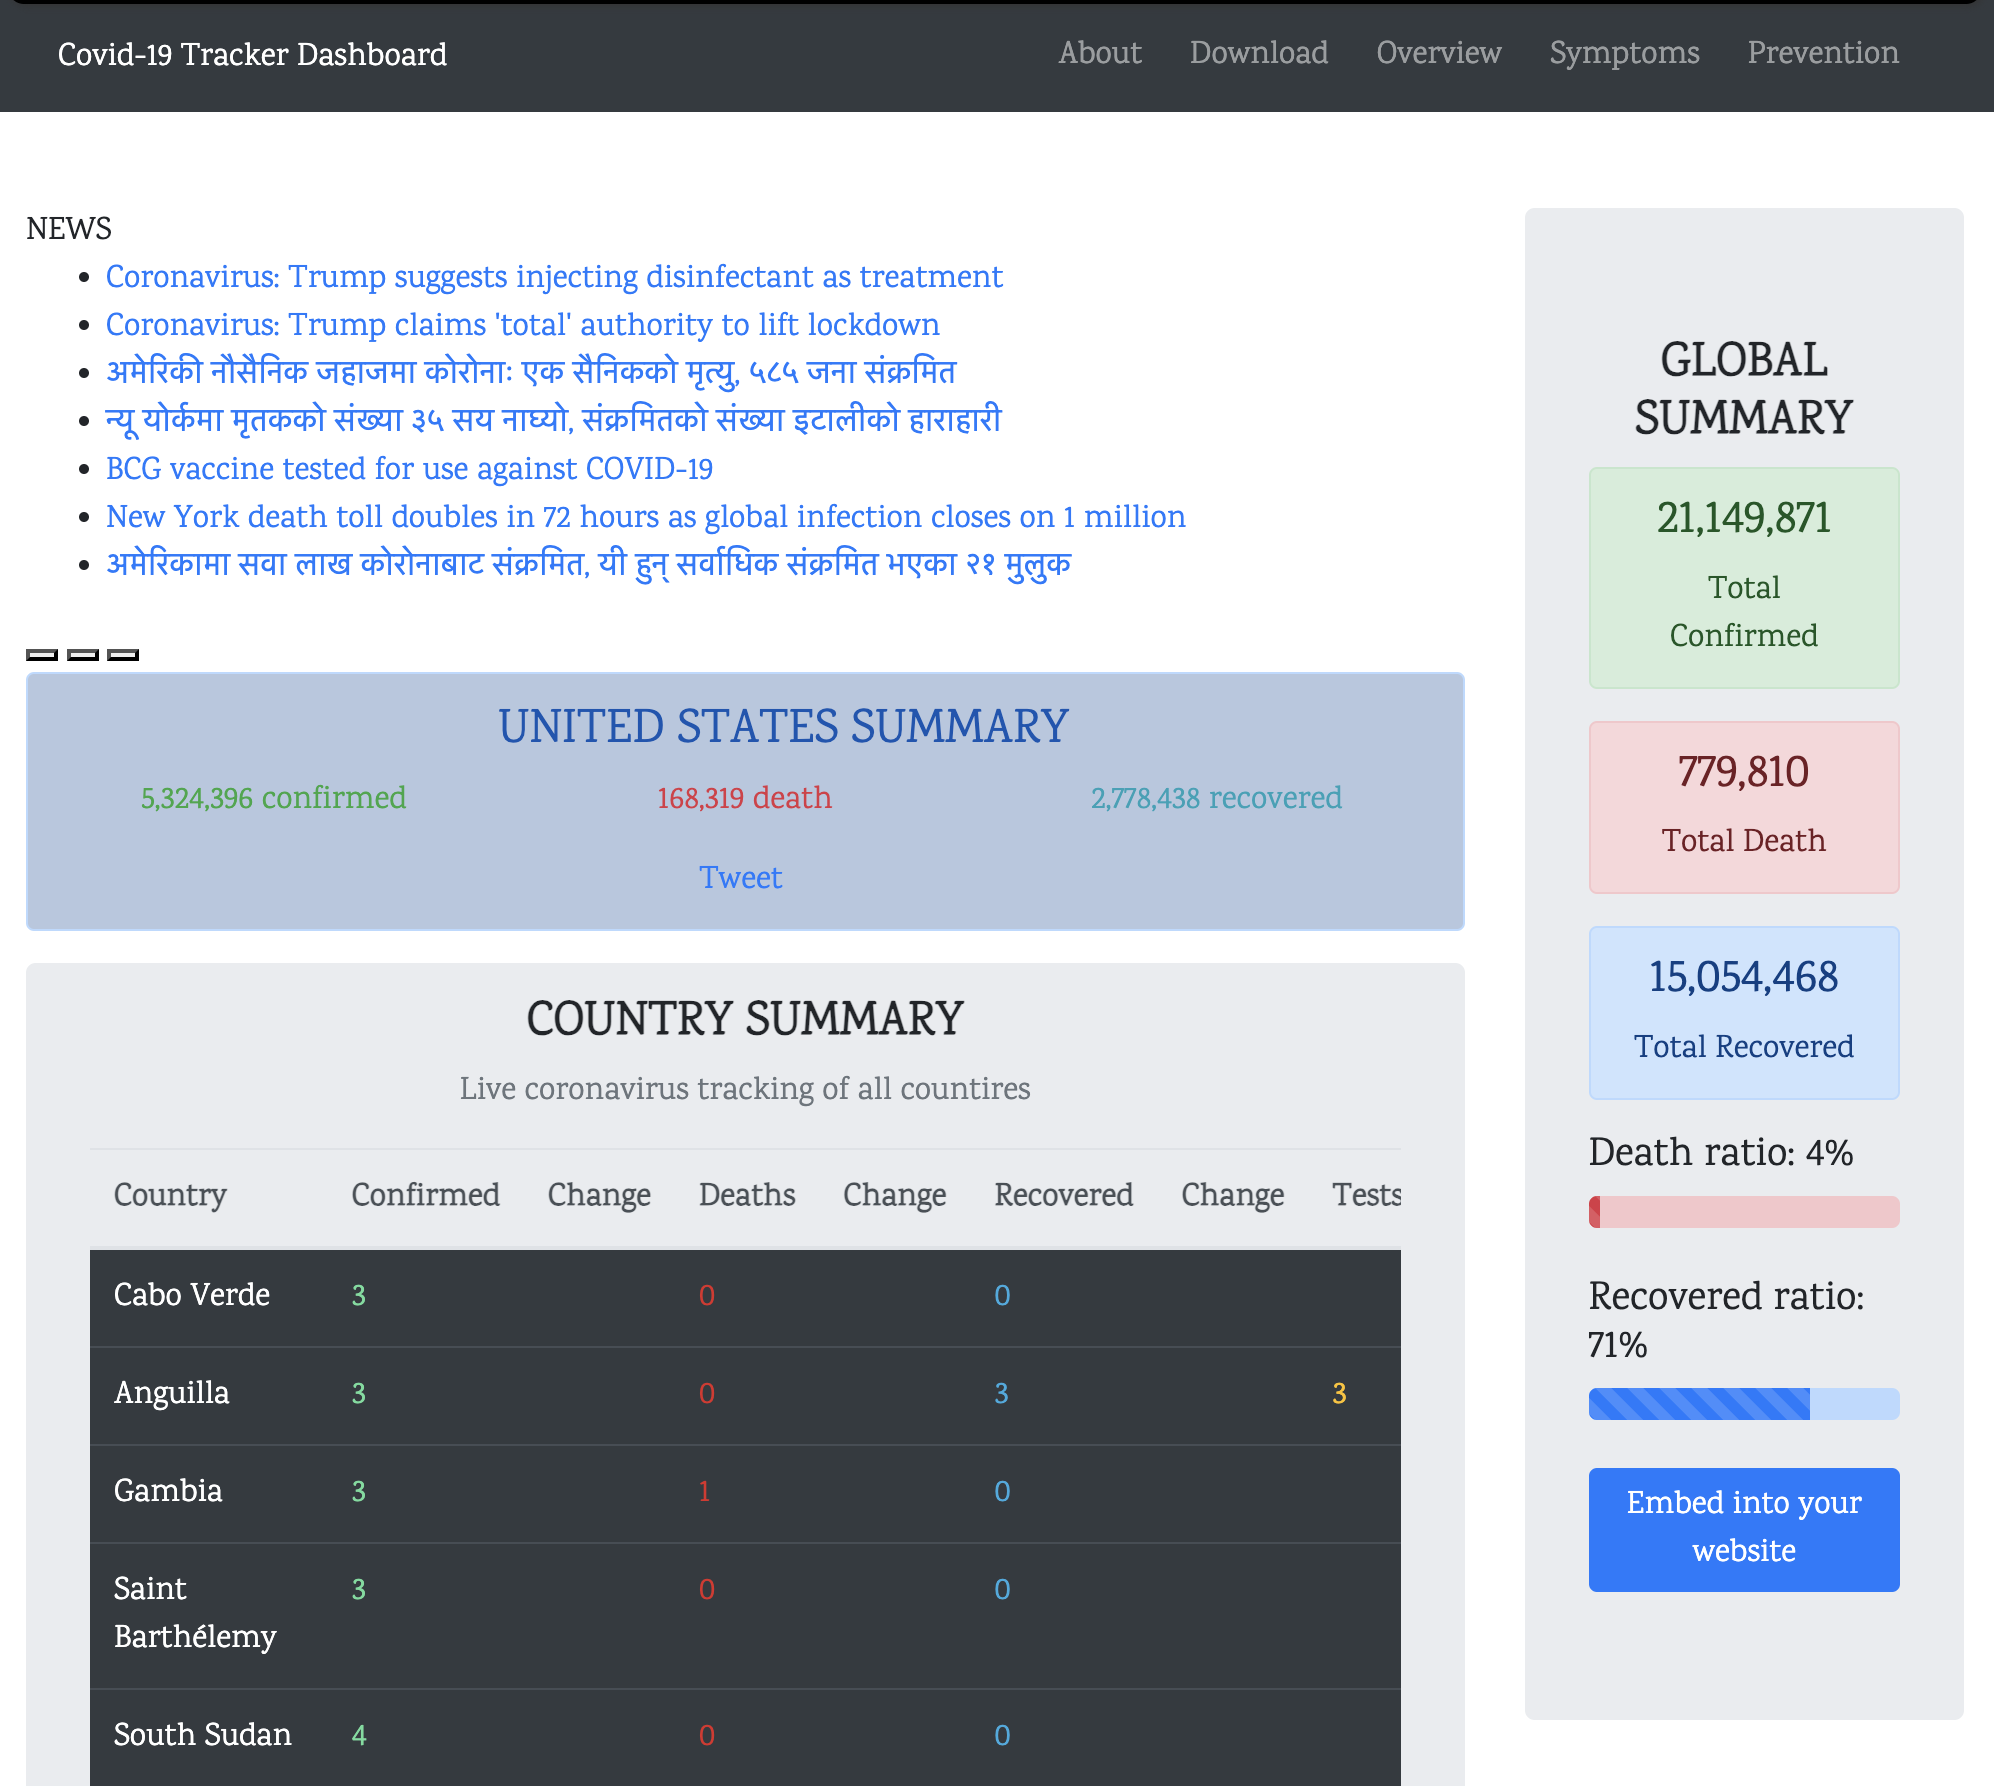 Covid-19 Tracker Dashboard
About Download Overview Symptoms Prevention
NEWS
Coronavirus: Trump suggests injecting disinfectant as treatment
Coronavirus: Trump claims 'total' authority to lift lockdown
अमेरिकी नौसैनिक जहाजमा कोरोनाः एक सैनिकको मृत्यु, ५८५ जना संक्रमित
न्यू योर्कमा मृतकको संख्या ३५ सय नाघ्यो, संक्रमितको संख्या इटालीको हाराहारी
BCG vaccine tested for use against COVID-19
New York death toll doubles in 72 hours as global infection closes on 1 million
अमेरिकामा सवा लाख कोरोनाबाट संक्रमित, यी हुन् सर्वाधिक संक्रमित भएका २१ मुलुक
UNITED STATES SUMMARY
5,324,396 confirmed 168,319 death 2,778,438 recovered
Tweet
COUNTRY SUMMARY
Live coronavirus tracking of all countires
Country Confirmed Change Deaths Change Recovered Change Tests
Cabo Verde 3 0 0
Anguilla 3 0 3 3
Gambia 3 1 0
Saint
Barthélemy
3 0 0
South Sudan 4 0 0
GLOBAL
SUMMARY
21,149,871
Total
Confirmed
779,810
Total Death
15,054,468
Total Recovered
Death ratio: 4%
Recovered ratio:
71%
Embed into your
website